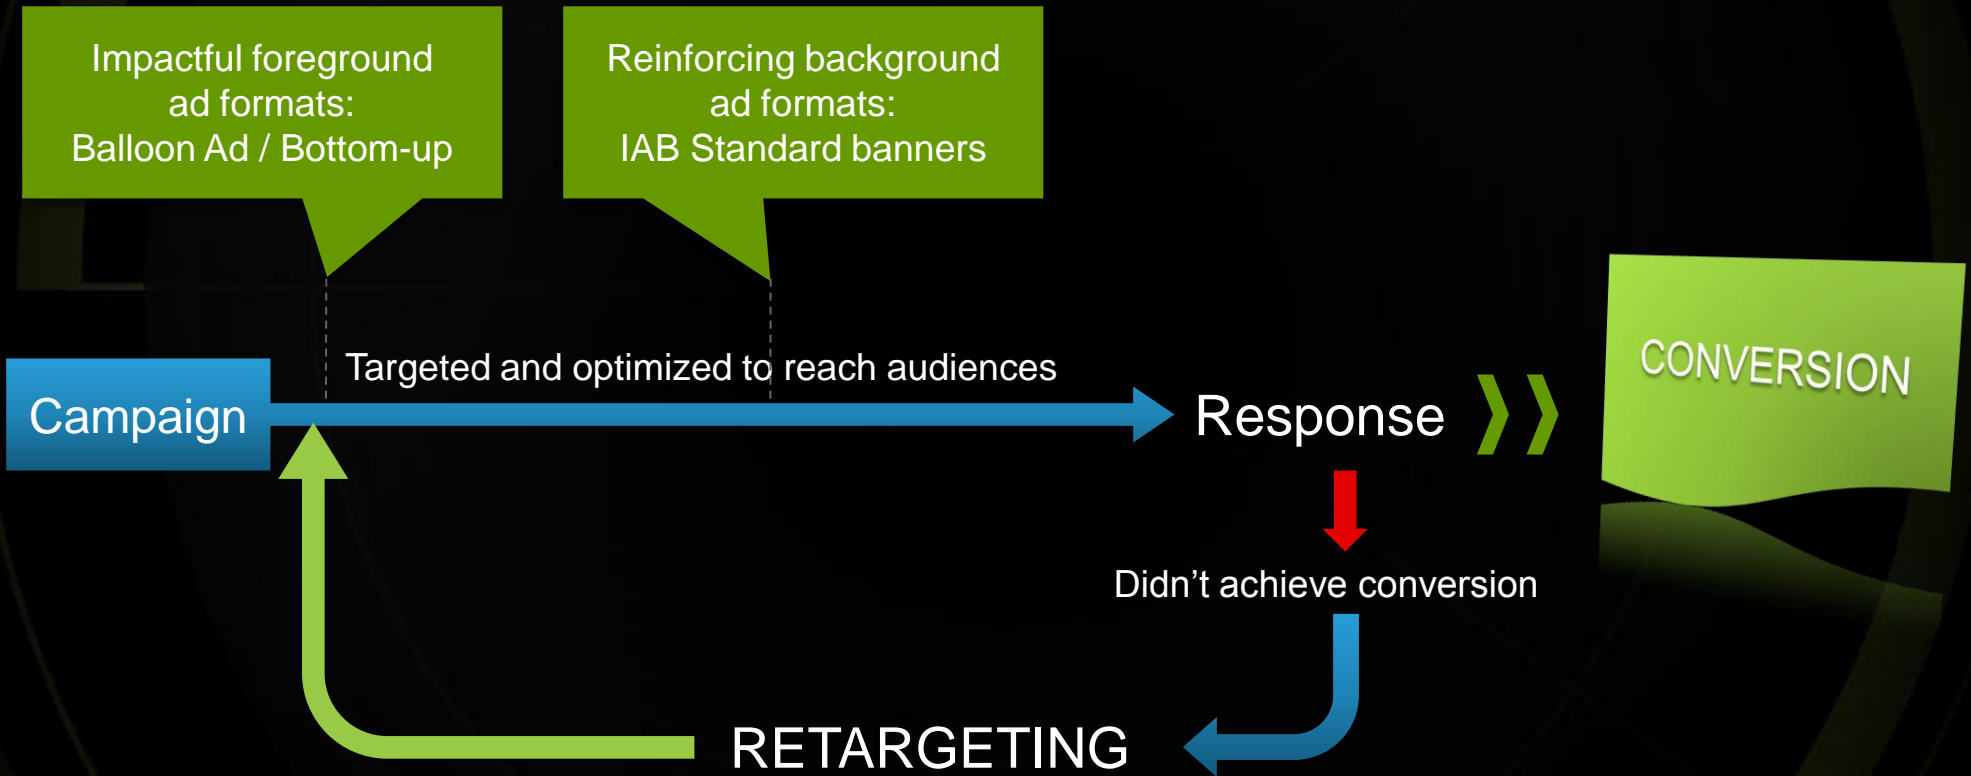 Impactful foreground
ad formats:
Balloon Ad / Bottom-up
Reinforcing background
ad formats:
IAB Standard banners
Targeted and optimized to reach audiences
Campaign
Response
CONVERSION
Didn’t achieve conversion
RETARGETING